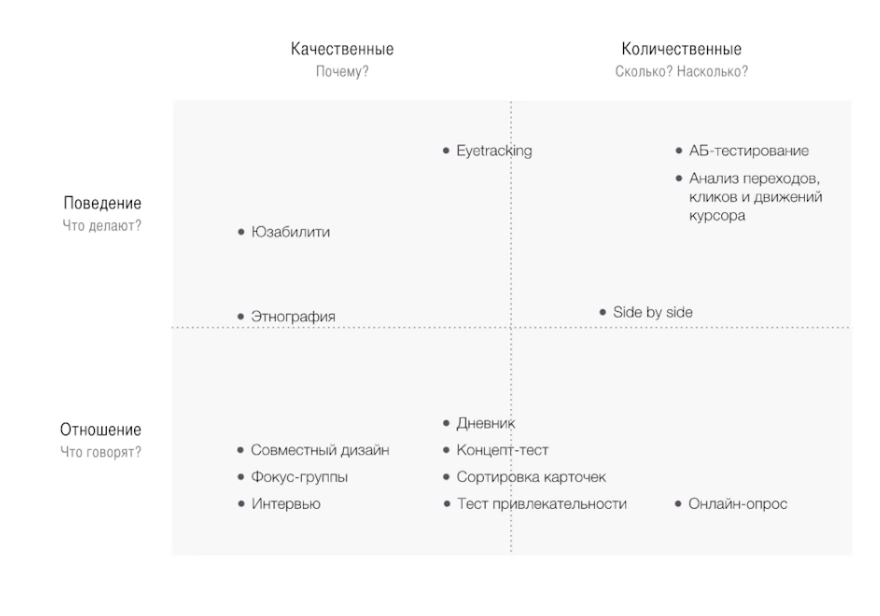 Качественные
Почему?
Количественные
Сколько? Насколько?
Поведение
Что делают?
• Eyetracking
• АБ-тестирование
• Анализ переходов,
кликов и движений
курсора
• Юзабилити
• Этнография
• Side by side
Отношение
Что говорят?
• Дневник
• Совместный дизайн
• Концепт-тест
• Фокус-группы
• Сортировка карточек
• Интервью
• Тест привлекательности
• Онлайн-опрос